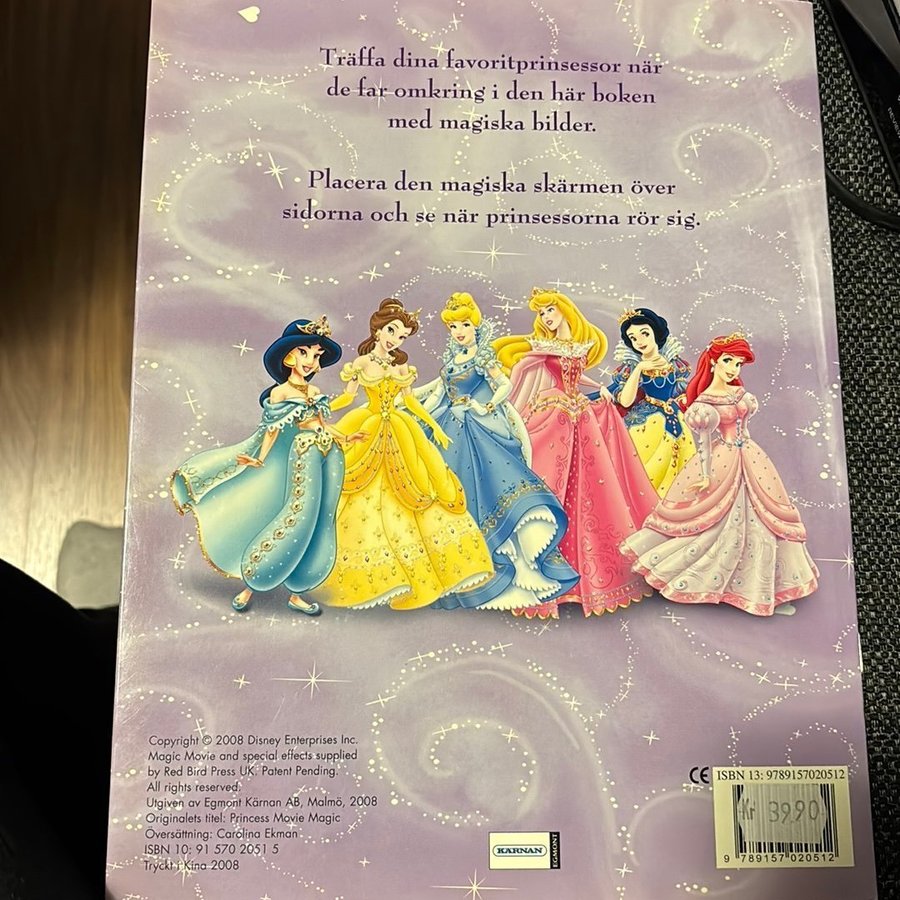 Träffa dina favoritprinsessor när
de far omkring i den här boken
med magiska bilder.
Placera den magiska skärmen över
sidorna och se när prinsessorna rör sig.
Copyright © 2008 Disney Enterprises Inc.
Magic Movie and special effects supplied
by Red Bird Press UK. Patent Pending.
All rights reserved.
Utgiven av Egmont Kärnan AB, Malmö, 2008
Originalets titel: Princess Movie Magic
Översättning: Carolina Ekman
ISBN 10: 91 570 2051 5
Tryckt i Kina 2008
KÄRNAN
EGMONT
CE ISBN 13: 9789157020512
Kr 39.90
9 789157 020512